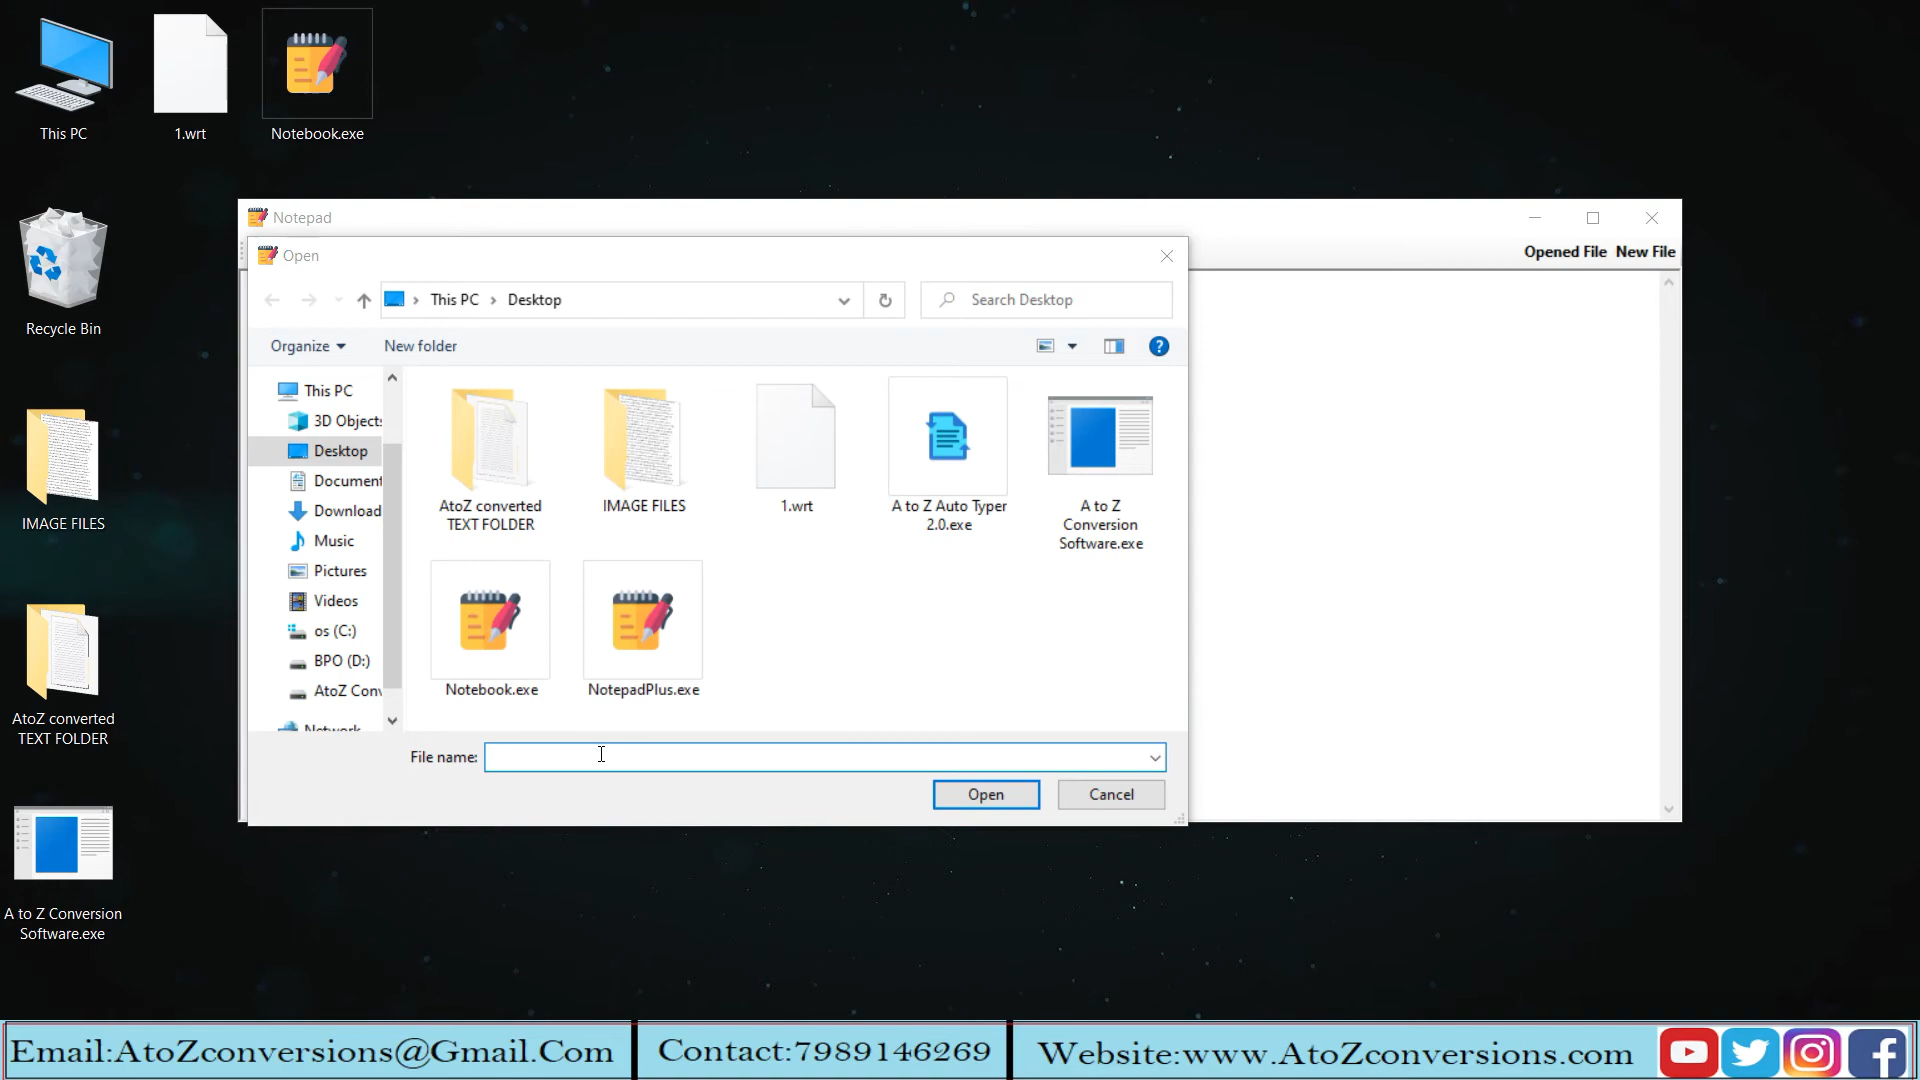 This PC
1.wrt
Notebook.exe
Recycle Bin
IMAGE FILES
AtoZ converted
TEXT FOLDER
A to Z Conversion
Software.exe
Notepad
Opened File New File
Open
This PC > Desktop
Search Desktop
Organize
New folder
?
This PC
3D Objects
Desktop
Document
Download
Music
Pictures
Videos
os (C:)
BPO (D:)
AtoZ Conv
Network
AtoZ converted
TEXT FOLDER
IMAGE FILES
1.wrt
A to Z Auto Typer
2.0.exe
A to Z
Conversion
Software.exe
Notebook.exe
NotepadPlus.exe
File name:
Open
Cancel
Email:AtoZconversions@Gmail.Com
Contact:7989146269
Website:www.AtoZconversions.com